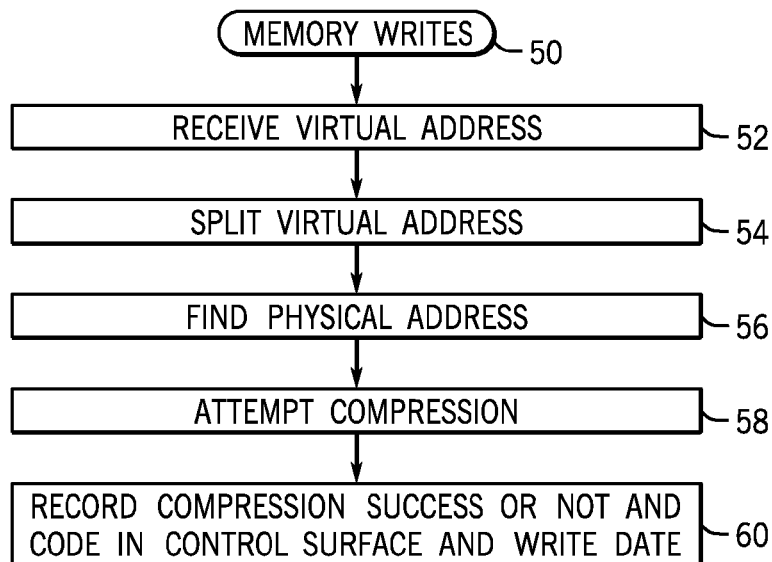 MEMORY WRITES
50
RECEIVE VIRTUAL ADDRESS
52
SPLIT VIRTUAL ADDRESS
54
FIND PHYSICAL ADDRESS
56
ATTEMPT COMPRESSION
58
RECORD COMPRESSION SUCCESS OR NOT AND
CODE IN CONTROL SURFACE AND WRITE DATE
60